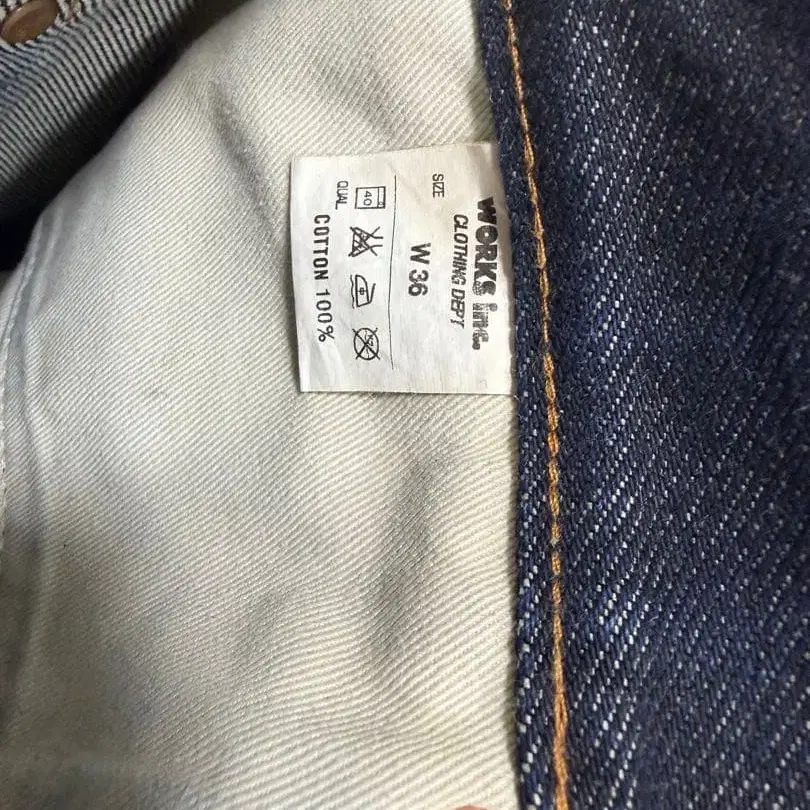 WORKS inc.
CLOTHING DEPT
SIZE
W 36
40
QUAL
COTTON 100%